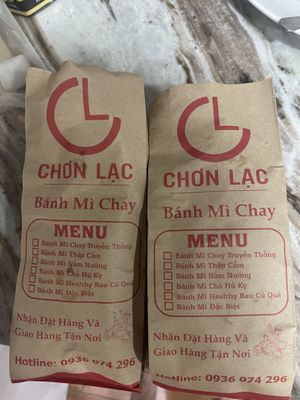 CHƠN LẠC
Bánh Mì Chay
MENU
Bánh Mì Chay Truyền Thống
Bánh Mì Thập Cẩm
Bánh Mì Nấm Nướng
Bánh Mì Chả Hủ Ky
Bánh Mì Healthy Rau Củ Quả
Bánh Mì Đặc Biệt
Nhận Đặt Hàng Và
Giao Hàng Tận Nơi
Hotline: 0936 074 296
CHƠN LẠC
Bánh Mì Chay
MENU
Bánh Mì Chay Truyền Thống
Bánh Mì Thập Cẩm
Bánh Mì Nấm Nướng
Bánh Mì Chả Hủ Ky
Bánh Mì Healthy Rau Củ Quả
Bánh Mì Đặc Biệt
Nhận Đặt Hàng Và
Giao Hàng Tận Nơi
Hotline: 0936 074 296